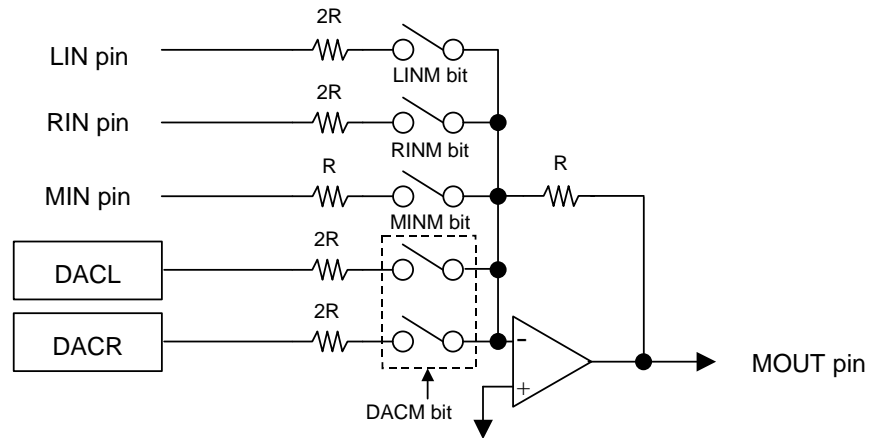 2R
LIN pin
LINM bit
2R
RIN pin
RINM bit
R
R
MIN pin
MINM bit
2R
DACL
2R
DACR
-
+
MOUT pin
DACM bit